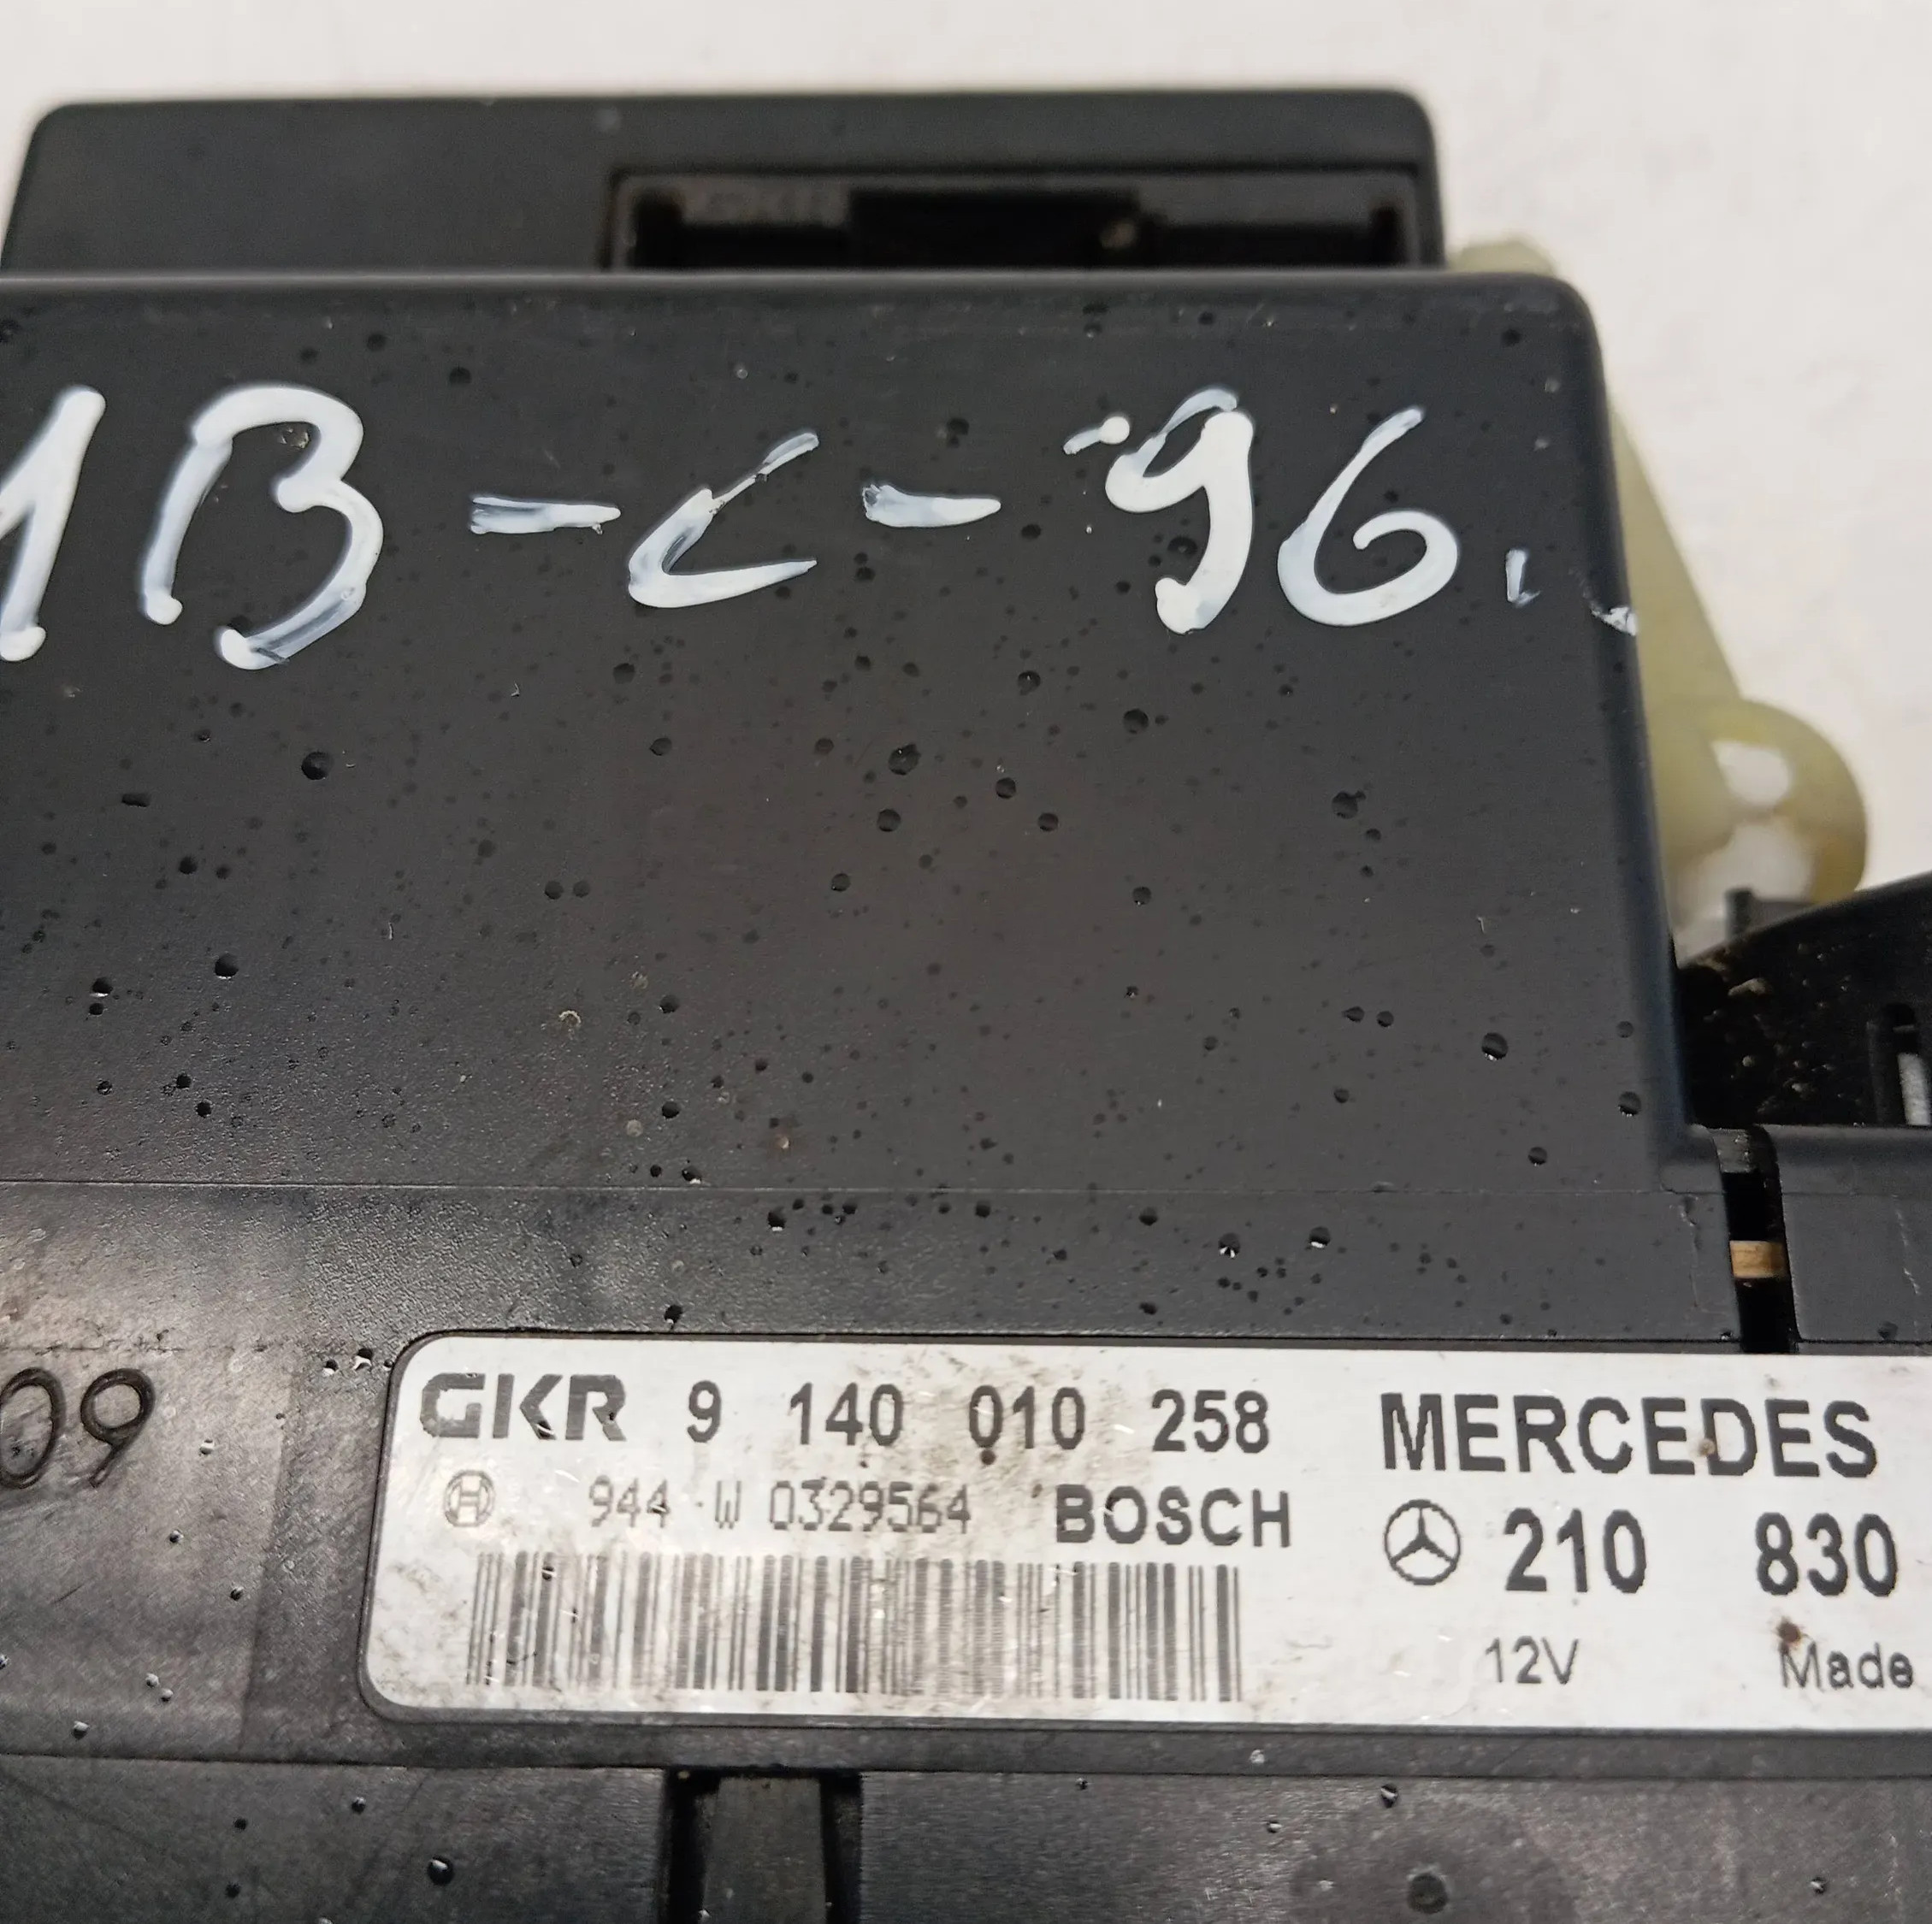 1B-C-96.
09
GKR 9 140 010 258 MERCEDES
944 W 0329564 BOSCH 210 830
12V Made